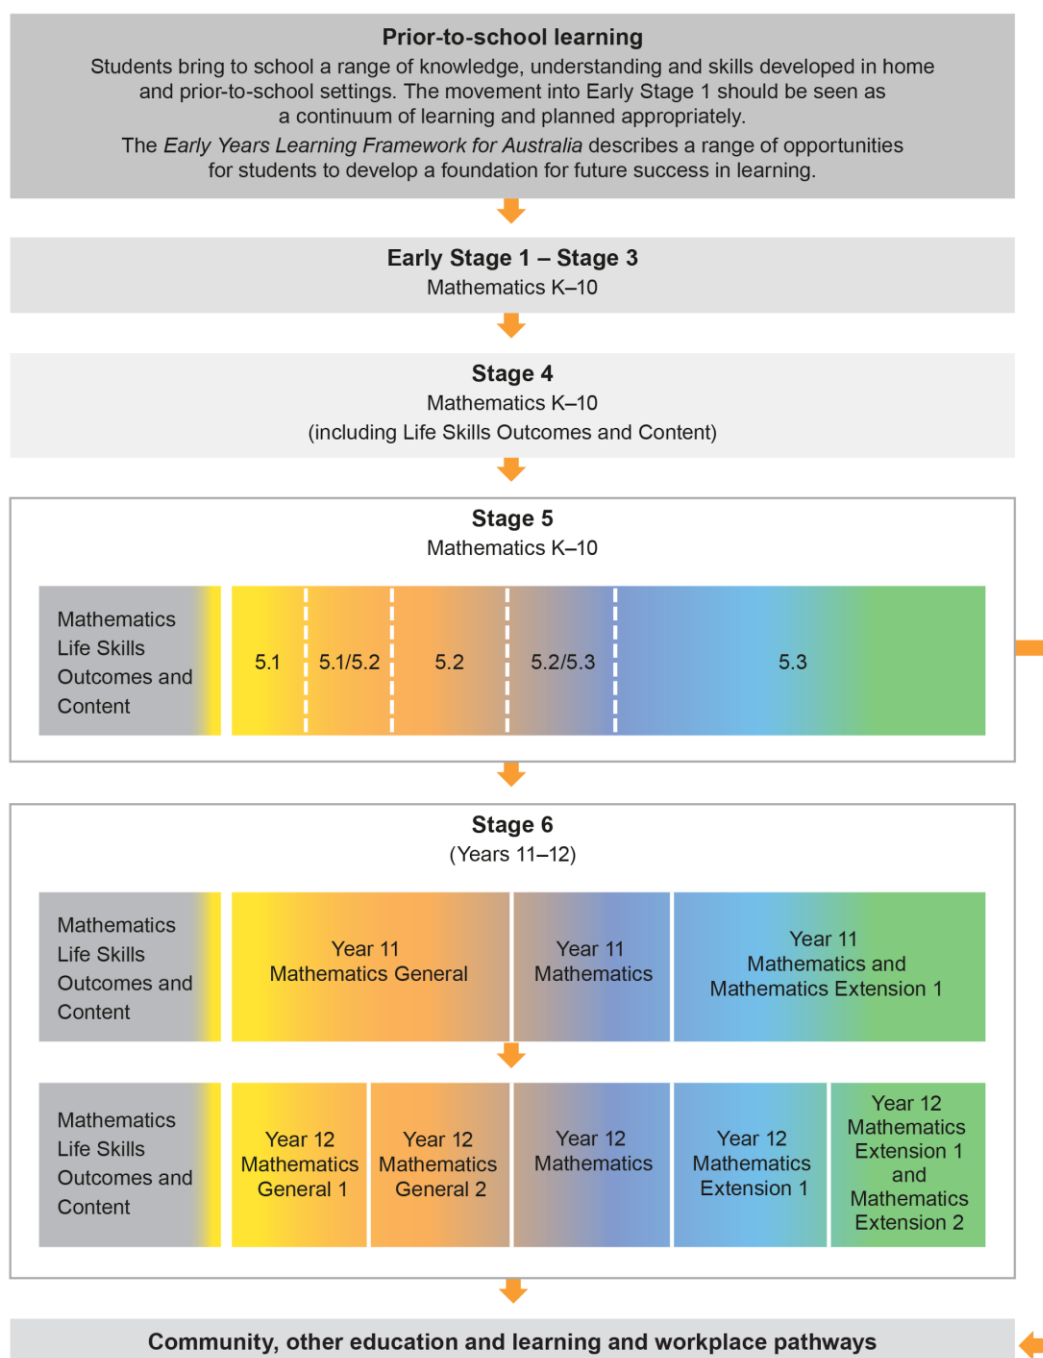 Prior-to-school learning
Students bring to school a range of knowledge, understanding and skills developed in home
and prior-to-school settings. The movement into Early Stage 1 should be seen as
a continuum of learning and planned appropriately.
The Early Years Learning Framework for Australia describes a range of opportunities
for students to develop a foundation for future success in learning.
Early Stage 1 – Stage 3
Mathematics K–10
Stage 4
Mathematics K–10
(including Life Skills Outcomes and Content)
Stage 5
Mathematics K–10
Mathematics
Life Skills
Outcomes and
Content
5.1
5.1/5.2
5.2
5.2/5.3
5.3
Stage 6
(Years 11–12)
Mathematics
Life Skills
Outcomes and
Content
Year 11
Mathematics General
Year 11
Mathematics
Year 11
Mathematics and
Mathematics Extension 1
Mathematics
Life Skills
Outcomes and
Content
Year 12
Mathematics
General 1
Year 12
Mathematics
General 2
Year 12
Mathematics
Year 12
Mathematics
Extension 1
Year 12
Mathematics
Extension 1
and
Mathematics
Extension 2
Community, other education and learning and workplace pathways